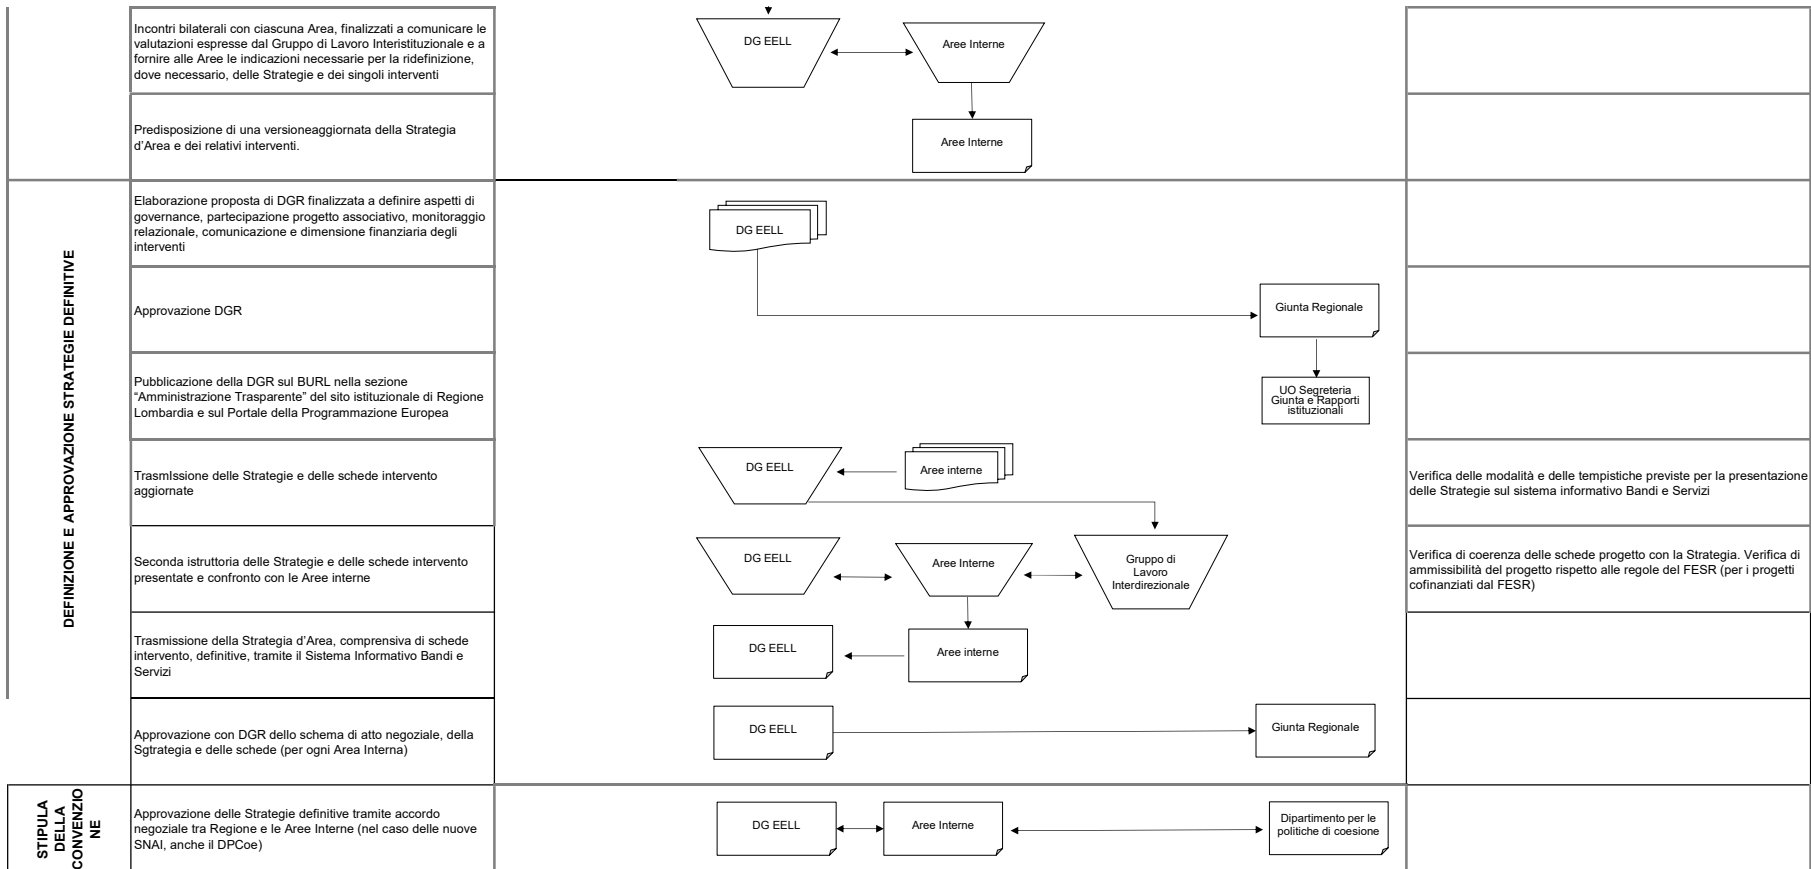 Incontri bilaterali con ciascuna Area, finalizzati a comunicare le
valutazioni espresse dal Gruppo di Lavoro Interistituzionale e a
fornire alle Aree le indicazioni necessarie per la ridefinizione,
dove necessario, delle Strategie e dei singoli interventi
DG EELL
Aree Interne
Predisposizione di una versioneaggiornata della Strategia
d’Area e dei relativi interventi.
Aree Interne
DEFINIZIONE E APPROVAZIONE STRATEGIE DEFINITIVE
Elaborazione proposta di DGR finalizzata a definire aspetti di
governance, partecipazione progetto associativo, monitoraggio
relazionale, comunicazione e dimensione finanziaria degli
interventi
DG EELL
Approvazione DGR
Giunta Regionale
Pubblicazione della DGR sul BURL nella sezione
“Amministrazione Trasparente” del sito istituzionale di Regione
Lombardia e sul Portale della Programmazione Europea
UO Segreteria
Giunta e Rapporti
istituzionali
TrasmIssione delle Strategie e delle schede intervento
aggiornate
DG EELL
Aree interne
Verifica delle modalità e delle tempistiche previste per la presentazione
delle Strategie sul sistema informativo Bandi e Servizi
Seconda istruttoria delle Strategie e delle schede intervento
presentate e confronto con le Aree interne
DG EELL
Aree Interne
Gruppo di
Lavoro
Interdirezionale
Verifica di coerenza delle schede progetto con la Strategia. Verifica di
ammissibilità del progetto rispetto alle regole del FESR (per i progetti
cofinanziati dal FESR)
Trasmissione della Strategia d’Area, comprensiva di schede
intervento, definitive, tramite il Sistema Informativo Bandi e
Servizi
DG EELL
Aree interne
Approvazione con DGR dello schema di atto negoziale, della
Sgtrategia e delle schede (per ogni Area Interna)
DG EELL
Giunta Regionale
STIPULA
DELLA
CONVENZIO
NE
Approvazione delle Strategie definitive tramite accordo
negoziale tra Regione e le Aree Interne (nel caso delle nuove
SNAI, anche il DPCoe)
DG EELL
Aree Interne
Dipartimento per le
politiche di coesione